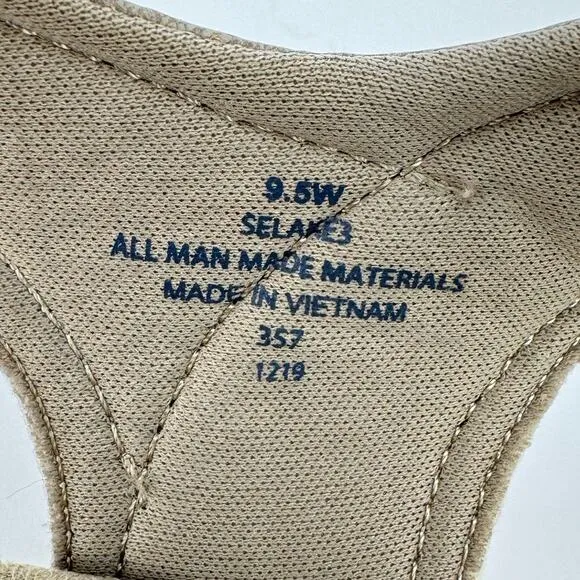 9.5W
SELAKE3
ALL MAN MADE MATERIALS
MADE IN VIETNAM
357
1219